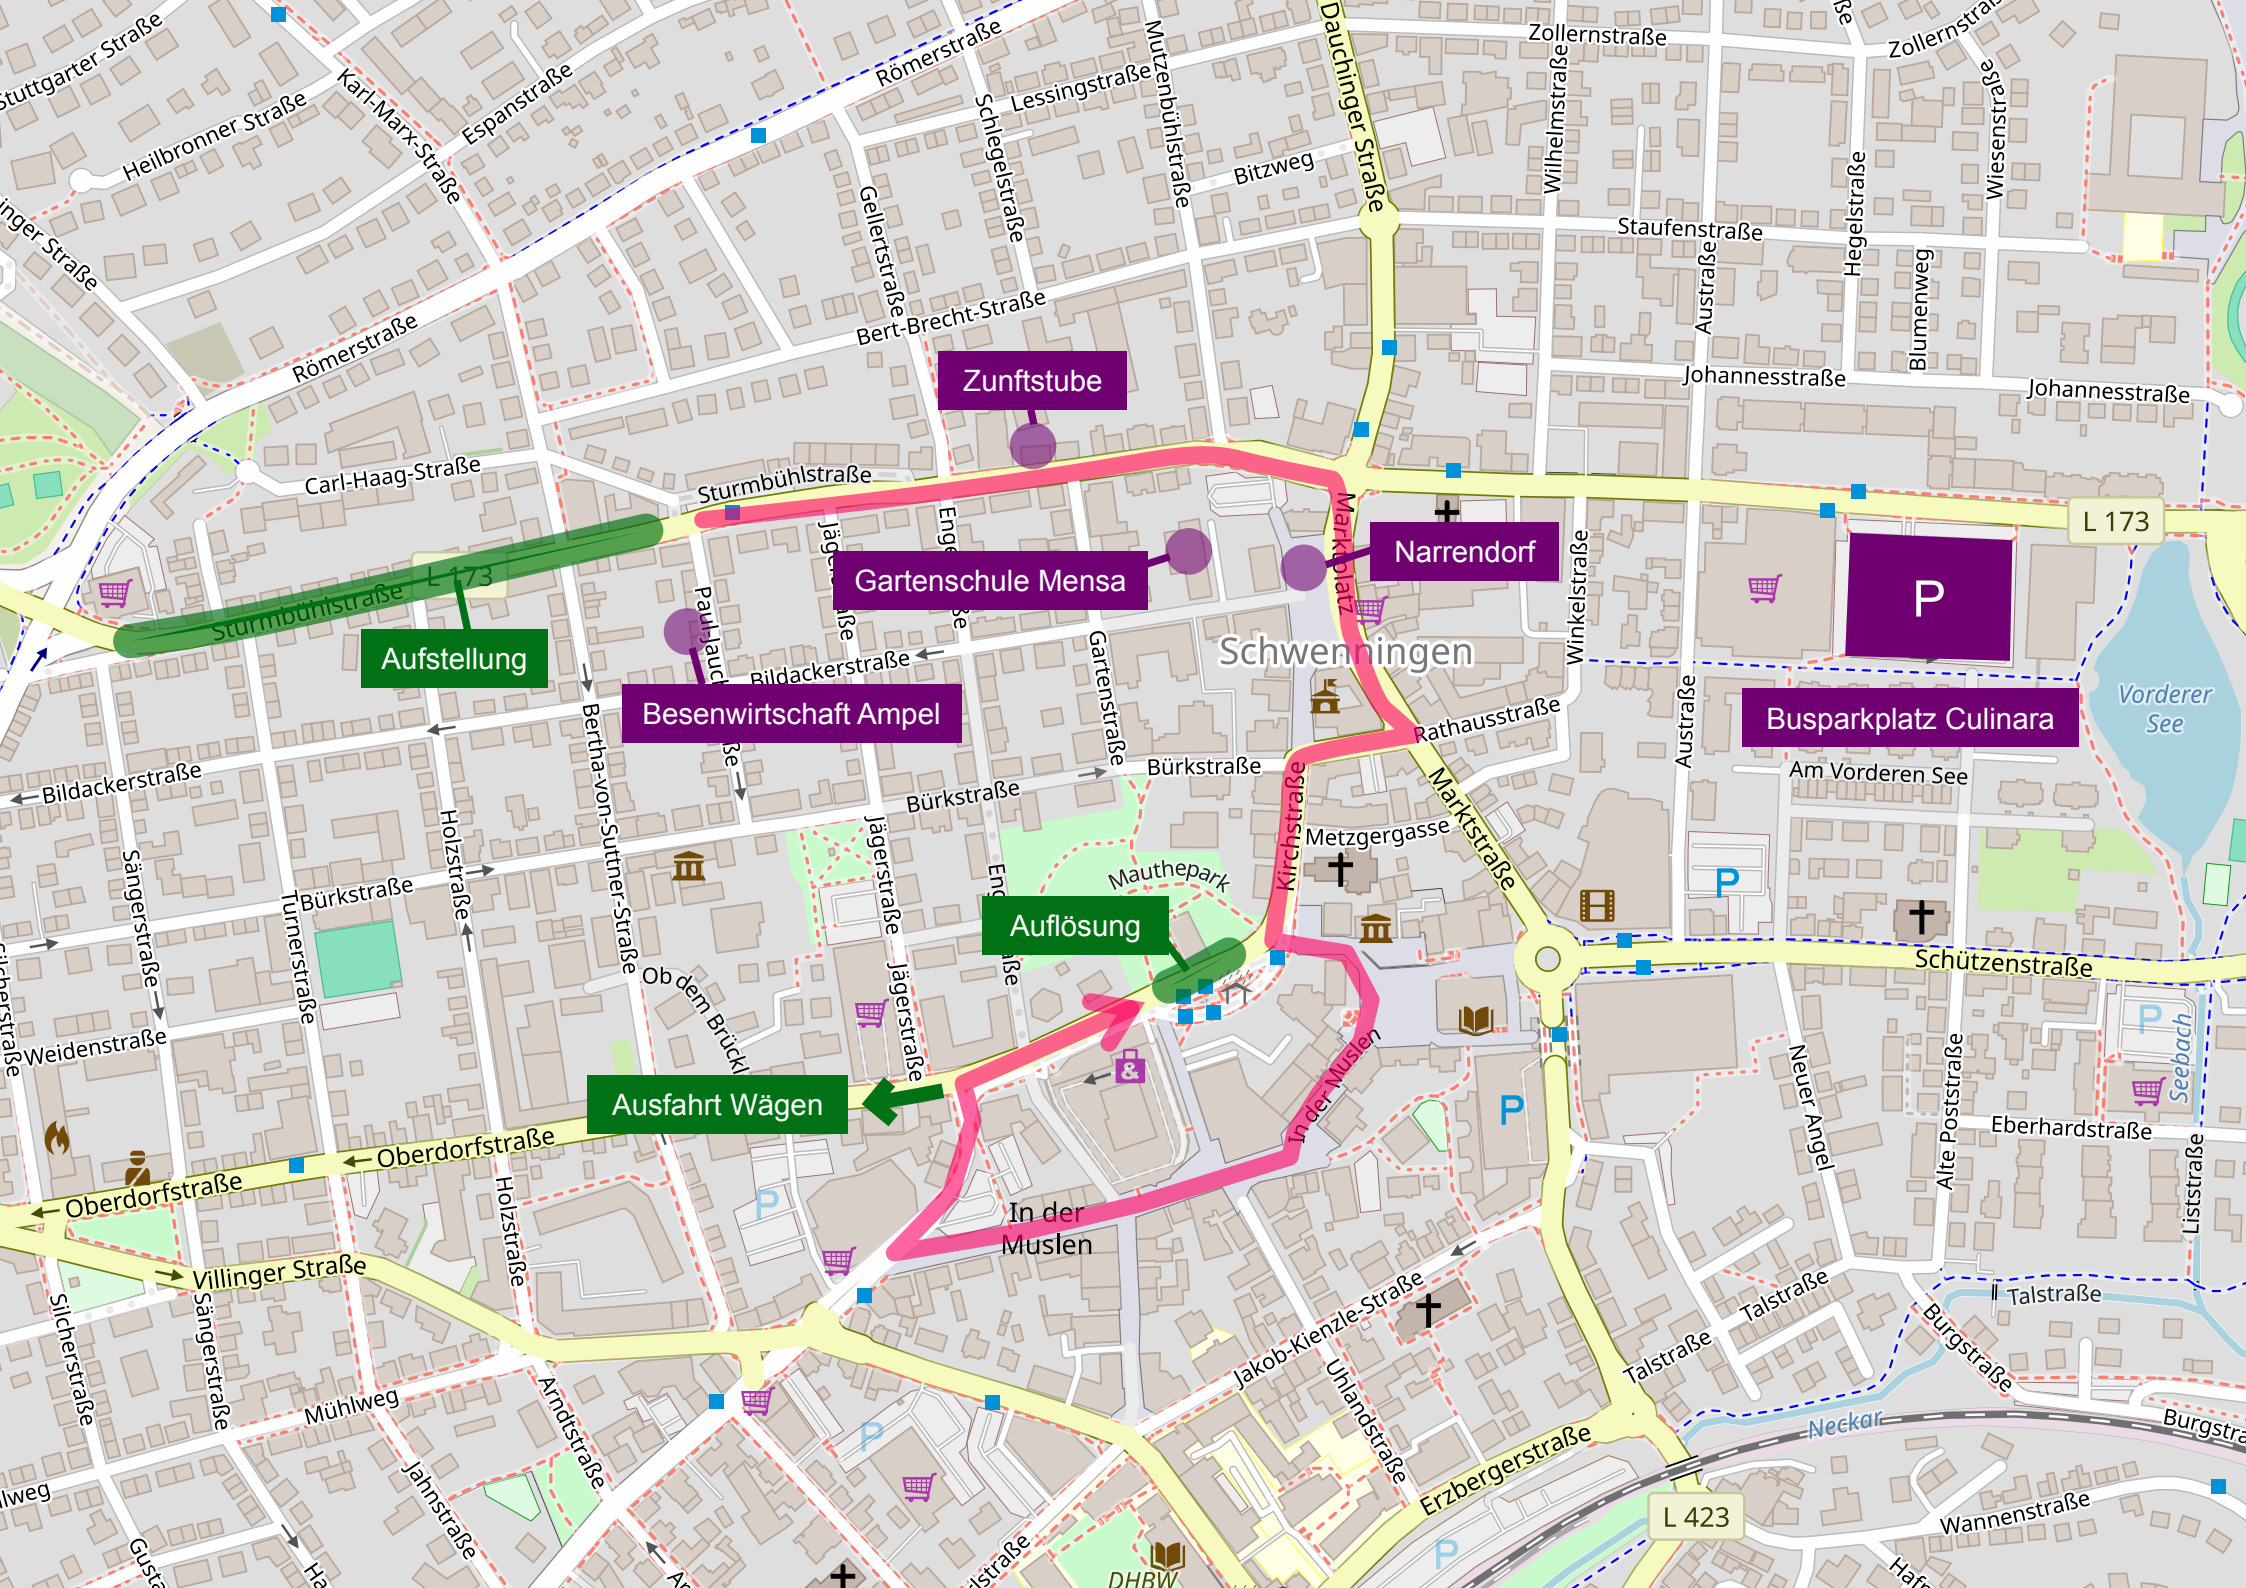 Stuttgarter Straße
Heilbronner Straße
Karl-Marx-Straße
Espanstraße
Römerstraße
Schlegelstraße
Lessingstraße
Mutzenbühlstraße
Dauchinger Straße
Zollernstraße
Zollernstraße
Wilhelmstraße
Hegelstraße
Wiesenstraße
Bitzweg
Gellertstraße
Staufenstraße
Austraße
Blumenweg
Römerstraße
Bert-Brecht-Straße
Johannesstraße
Johannesstraße
Zunftstube
Carl-Haag-Straße
Sturmbühlstraße
Markplatz
L 173
L 173
Gartenschule Mensa
Narrendorf
P
Sturmbühlstraße
Winkelstraße
Aufstellung
Bildackerstraße
Gartenstraße
Schwenningen
Besenwirtschaft Ampel
Rathausstraße
Austraße
Busparkplatz Culinara
Vorderer
See
Bertha-von-Suttner-Straße
Bildackerstraße
Bürkstraße
Bürkstraße
Am Vorderen See
Marktstraße
Kirchstraße
Metzgergasse
Holzstraße
Jägerstraße
Sängerstraße
Turnerstraße
Bürkstraße
Mauthepark
P
Auflösung
Schützenstraße
Ob dem Brückl
Jägerstraße
Weidenstraße
P
Seebach
In der Muslen
Neuer Angel
Alte Poststraße
Ausfahrt Wägen
P
Eberhardstraße
Oberdorfstraße
Oberdorfstraße
Holzstraße
P
Liststraße
In der
Muslen
Villinger Straße
Silcherstraße
Sängerstraße
Jakob-Kienzle-Straße
Talstraße
Talstraße
Talstraße
Burgstraße
Uhlandstraße
Mühlweg
Arndtstraße
P
Neckar
Erzbergerstraße
Jahnstraße
L 423
Wannenstraße
P
DHBW